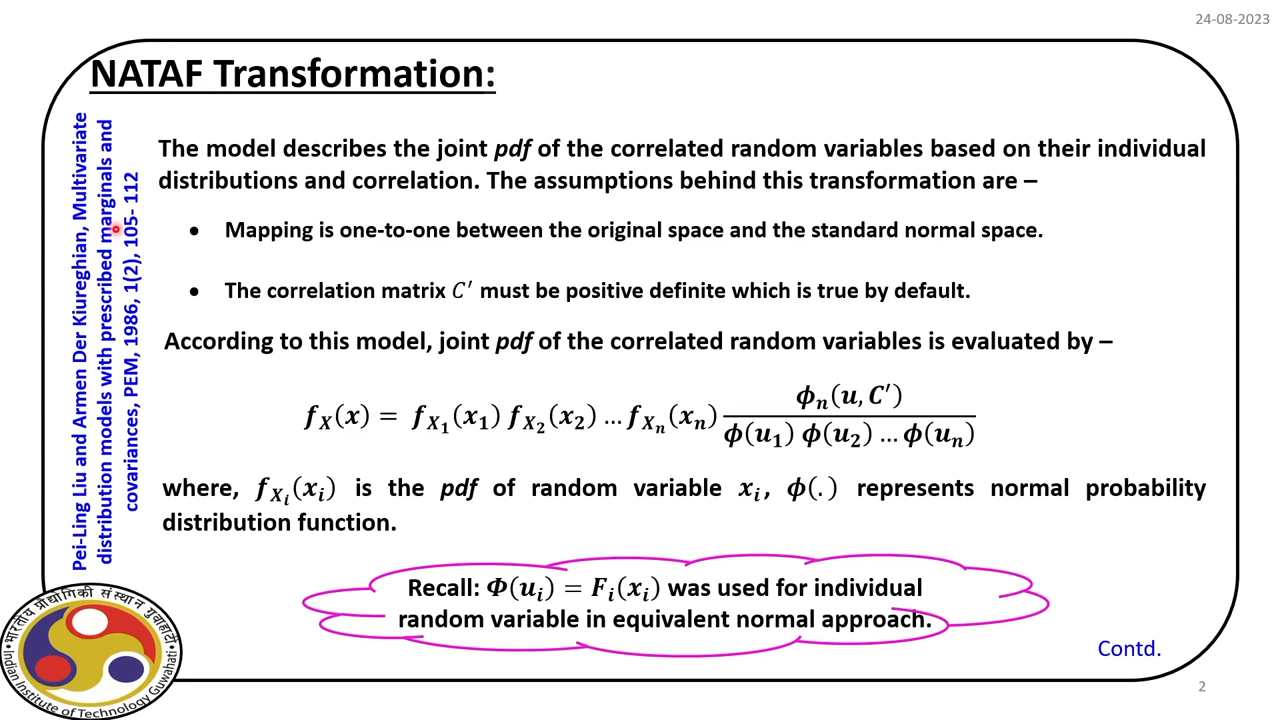 24-08-2023
NATAF Transformation:
Pei-Ling Liu and Armen Der Kiureghian, Multivariate
distribution models with prescribed marginals and
covariances, PEM, 1986, 1(2), 105- 112
The model describes the joint pdf of the correlated random variables based on their individual
distributions and correlation. The assumptions behind this transformation are –
• Mapping is one-to-one between the original space and the standard normal space.
• The correlation matrix C′ must be positive definite which is true by default.
According to this model, joint pdf of the correlated random variables is evaluated by –
f_X(x) = f_{X_1}(x_1) f_{X_2}(x_2) … f_{X_n}(x_n) ϕ_n(u, C′) / ϕ(u_1) ϕ(u_2) … ϕ(u_n)
where, f_{X_i}(x_i) is the pdf of random variable x_i, ϕ(.) represents normal probability
distribution function.
Recall: Φ(u_i) = F_i(x_i) was used for individual
random variable in equivalent normal approach.
Contd.
भारतीय प्रौद्योगिकी संस्थान गुवाहाटी
Indian Institute of Technology Guwahati
2